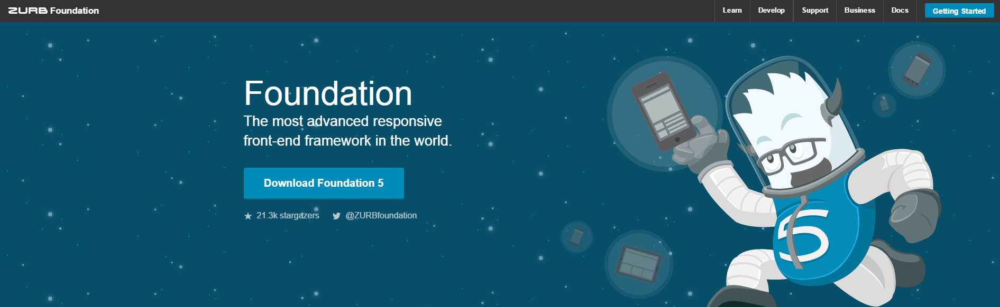 ZURB Foundation
Learn
Develop
Support
Business
Docs
Getting Started
Foundation
The most advanced responsive
front-end framework in the world.
Download Foundation 5
21.3k stargazers
@ZURBfoundation
5